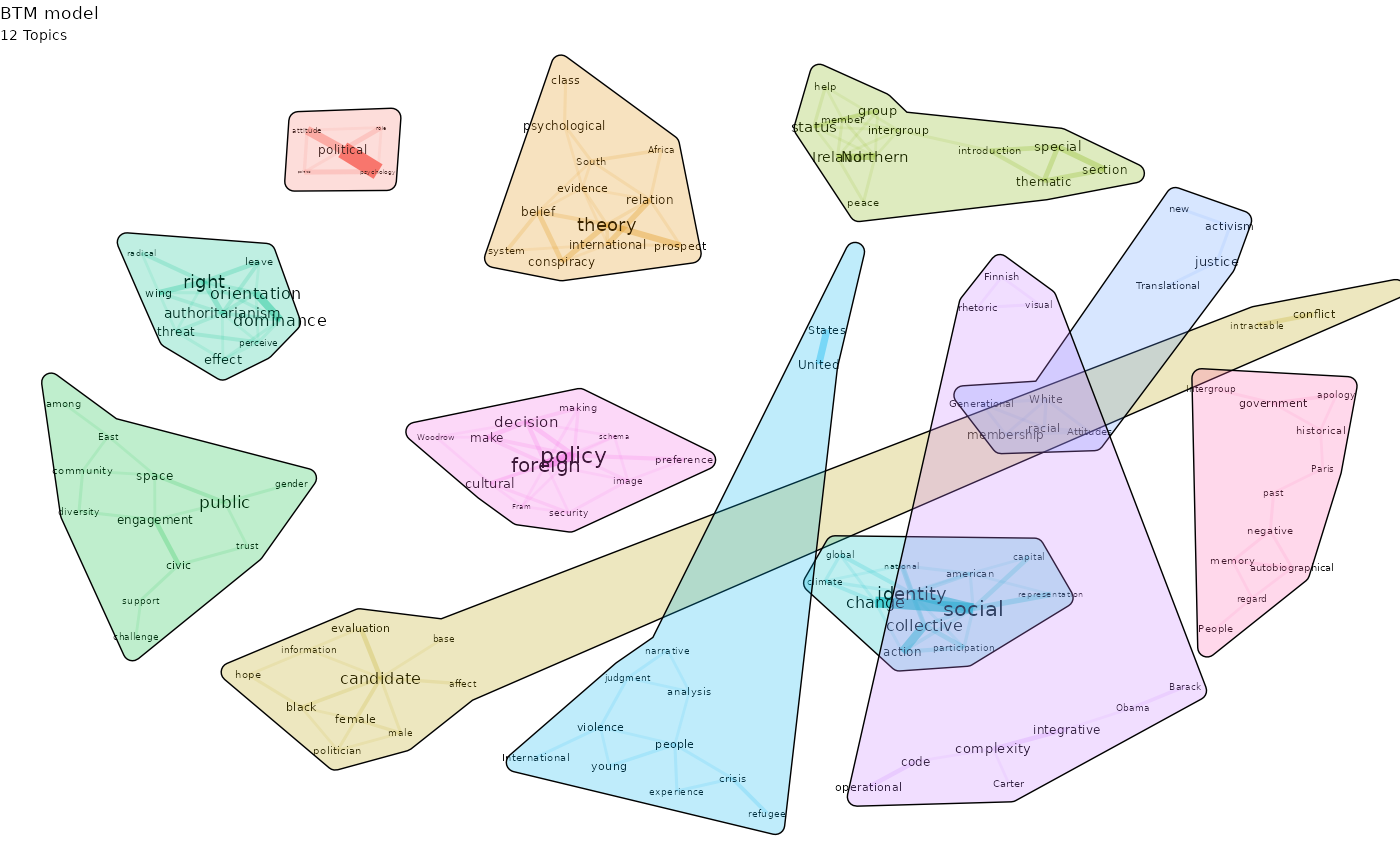 BTM model
12 Topics
attitude
role
political
psychology
class
psychological
South
Africa
evidence
relation
belief
theory
international
prospect
system
conspiracy
help
group
member
status
intergroup
Ireland
Northern
introduction
special
section
thematic
peace
radical
leave
right
wing
orientation
authoritarianism
dominance
threat
perceive
effect
new
activism
justice
Translational
Generational
White
racial
membership
Attitudes
Finnish
rhetoric
visual
conflict
intractable
States
United
Intergroup
apology
government
historical
Paris
past
negative
memory
autobiographical
regard
People
among
East
community
space
gender
public
diversity
engagement
trust
civic
support
challenge
making
decision
Woodrow
make
schema
policy
foreign
preference
cultural
image
Fram
security
global
national
capital
american
climate
identity
representation
change
social
collective
action
participation
evaluation
base
information
hope
candidate
affect
black
female
male
politician
narrative
judgment
analysis
violence
people
International
young
crisis
experience
refugee
Barack
Obama
integrative
complexity
code
Carter
operational